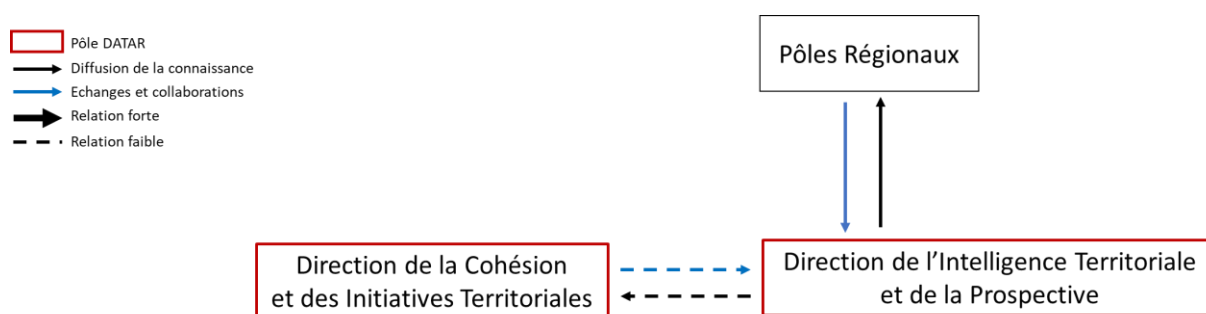 Pôle DATAR
Diffusion de la connaissance
Echanges et collaborations
Relation forte
Relation faible
Pôles Régionaux
Direction de la Cohésion
et des Initiatives Territoriales
Direction de l'Intelligence Territoriale
et de la Prospective